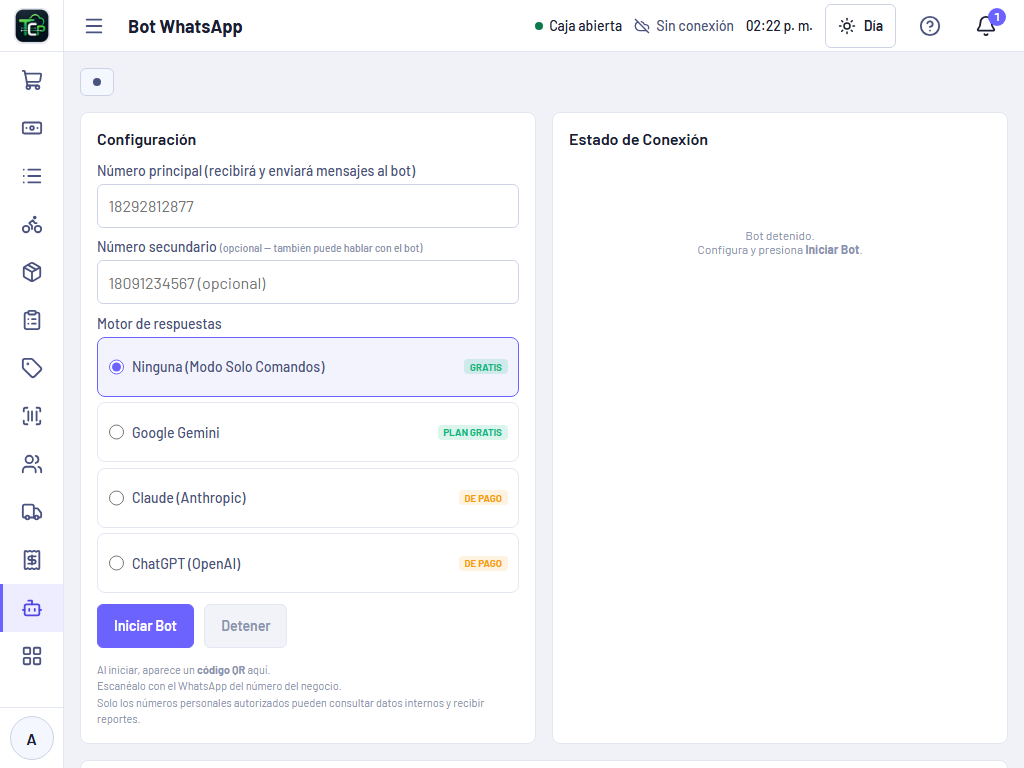 TCP
Bot WhatsApp
Caja abierta
Sin conexión
02:22 p. m.
Día
1
Configuración
Número principal (recibirá y enviará mensajes al bot)
18292812877
Número secundario (opcional — también puede hablar con el bot)
18091234567 (opcional)
Motor de respuestas
Ninguna (Modo Solo Comandos)
GRATIS
Google Gemini
PLAN GRATIS
Claude (Anthropic)
DE PAGO
ChatGPT (OpenAI)
DE PAGO
Iniciar Bot
Detener
Al iniciar, aparece un código QR aquí.
Escanéalo con el WhatsApp del número del negocio.
Solo los números personales autorizados pueden consultar datos internos y recibir
reportes.
Estado de Conexión
Bot detenido.
Configura y presiona Iniciar Bot.
A